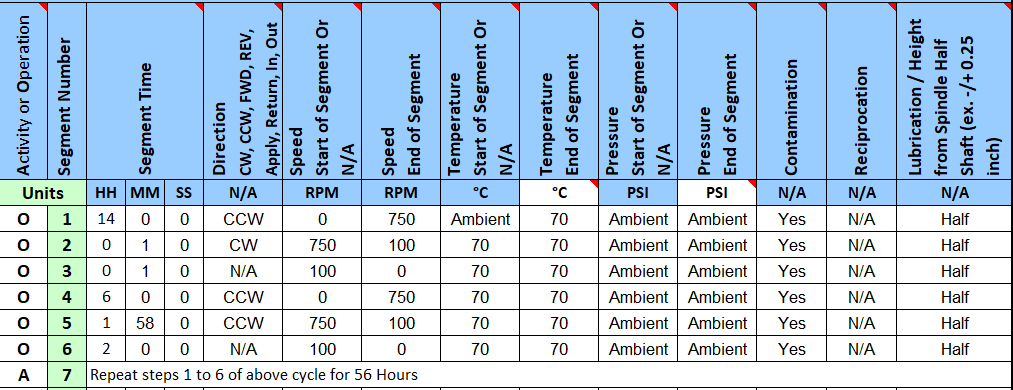 Activity or Operation
Segment Number
Segment Time
Direction
CW, CCW, FWD, REV,
Apply, Return, In, Out
Speed
Start of Segment Or
N/A
Speed
End of Segment
Temperature
Start of Segment Or
N/A
Temperature
End of Segment
Pressure
Start of Segment Or
N/A
Pressure
End of Segment
Contamination
Reciprocation
Lubrication / Height
from Spindle Half
Shaft (ex. -/+ 0.25
inch)
Units HH MM SS N/A RPM RPM °C °C PSI PSI N/A N/A N/A
O 1 14 0 0 CCW 0 750 Ambient 70 Ambient Ambient Yes N/A Half
O 2 0 1 0 CW 750 100 70 70 Ambient Ambient Yes N/A Half
O 3 0 1 0 N/A 100 0 70 70 Ambient Ambient Yes N/A Half
O 4 6 0 0 CCW 0 750 70 70 Ambient Ambient Yes N/A Half
O 5 1 58 0 CCW 750 100 70 70 Ambient Ambient Yes N/A Half
O 6 2 0 0 N/A 100 0 70 70 Ambient Ambient Yes N/A Half
A 7 Repeat steps 1 to 6 of above cycle for 56 Hours